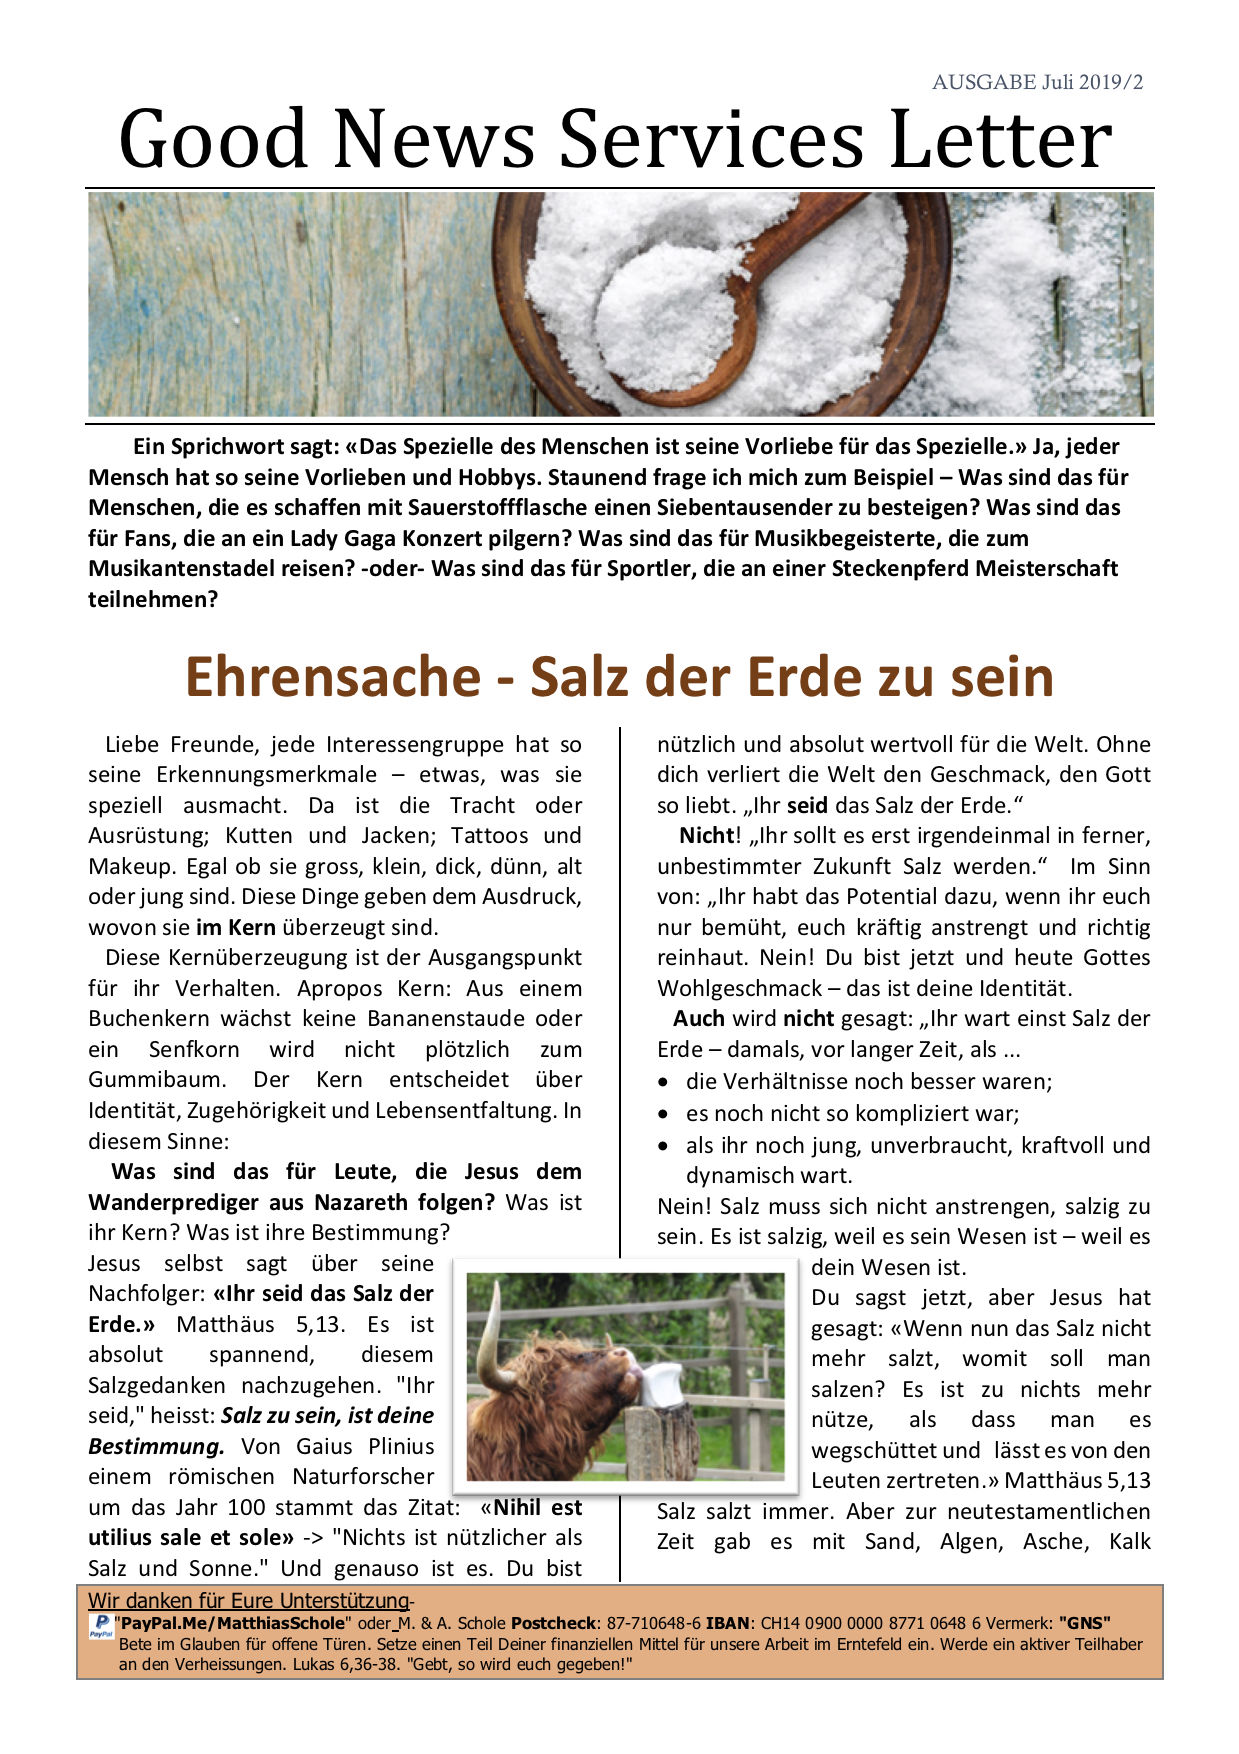 AUSGABE Juli 2019/2
Good News Services Letter
Ein Sprichwort sagt: «Das Spezielle des Menschen ist seine Vorliebe für das Spezielle.» Ja, jeder
Mensch hat so seine Vorlieben und Hobbys. Staunend frage ich mich zum Beispiel – Was sind das für
Menschen, die es schaffen mit Sauerstoffflasche einen Siebentausender zu besteigen? Was sind das
für Fans, die an ein Lady Gaga Konzert pilgern? Was sind das für Musikbegeisterte, die zum
Musikantenstadel reisen? -oder- Was sind das für Sportler, die an einer Steckenpferd Meisterschaft
teilnehmen?
Ehrensache - Salz der Erde zu sein
Liebe Freunde, jede Interessengruppe hat so
seine Erkennungsmerkmale – etwas, was sie
speziell ausmacht. Da ist die Tracht oder
Ausrüstung; Kutten und Jacken; Tattoos und
Makeup. Egal ob sie gross, klein, dick, dünn, alt
oder jung sind. Diese Dinge geben dem Ausdruck,
wovon sie im Kern überzeugt sind.
Diese Kernüberzeugung ist der Ausgangspunkt
für ihr Verhalten. Apropos Kern: Aus einem
Buchenkern wächst keine Bananenstaude oder
ein Senfkorn wird nicht plötzlich zum
Gummibaum. Der Kern entscheidet über
Identität, Zugehörigkeit und Lebensentfaltung. In
diesem Sinne:
Was sind das für Leute, die Jesus dem
Wanderprediger aus Nazareth folgen? Was ist
ihr Kern? Was ist ihre Bestimmung?
Jesus selbst sagt über seine
Nachfolger: «Ihr seid das Salz der
Erde.» Matthäus 5,13. Es ist
absolut spannend, diesem
Salzgedanken nachzugehen. "Ihr
seid," heisst: Salz zu sein, ist deine
Bestimmung. Von Gaius Plinius
einem römischen Naturforscher
um das Jahr 100 stammt das Zitat: «Nihil est
utilius sale et sole» -> "Nichts ist nützlicher als
Salz und Sonne." Und genauso ist es. Du bist
nützlich und absolut wertvoll für die Welt. Ohne
dich verliert die Welt den Geschmack, den Gott
so liebt. „Ihr seid das Salz der Erde.“
Nicht! „Ihr sollt es erst irgendeinmal in ferner,
unbestimmter Zukunft Salz werden.“ Im Sinn
von: „Ihr habt das Potential dazu, wenn ihr euch
nur bemüht, euch kräftig anstrengt und richtig
reinhaut. Nein! Du bist jetzt und heute Gottes
Wohlgeschmack – das ist deine Identität.
Auch wird nicht gesagt: „Ihr wart einst Salz der
Erde – damals, vor langer Zeit, als ...
• die Verhältnisse noch besser waren;
• es noch nicht so kompliziert war;
• als ihr noch jung, unverbraucht, kraftvoll und
dynamisch wart.
Nein! Salz muss sich nicht anstrengen, salzig zu
sein. Es ist salzig, weil es sein Wesen ist – weil es
dein Wesen ist.
Du sagst jetzt, aber Jesus hat
gesagt: «Wenn nun das Salz nicht
mehr salzt, womit soll man
salzen? Es ist zu nichts mehr
nütze, als dass man es
wegschüttet und lässt es von den
Leuten zertreten.» Matthäus 5,13
Salz salzt immer. Aber zur neutestamentlichen
Zeit gab es mit Sand, Algen, Asche, Kalk
Wir danken für Eure Unterstützung-
PayPal "PayPal.Me/MatthiasSchole" oder M. & A. Schole Postcheck: 87-710648-6 IBAN: CH14 0900 0000 8771 0648 6 Vermerk: "GNS"
Bete im Glauben für offene Türen. Setze einen Teil Deiner finanziellen Mittel für unsere Arbeit im Erntefeld ein. Werde ein aktiver Teilhaber
an den Verheissungen. Lukas 6,36-38. "Gebt, so wird euch gegeben!"